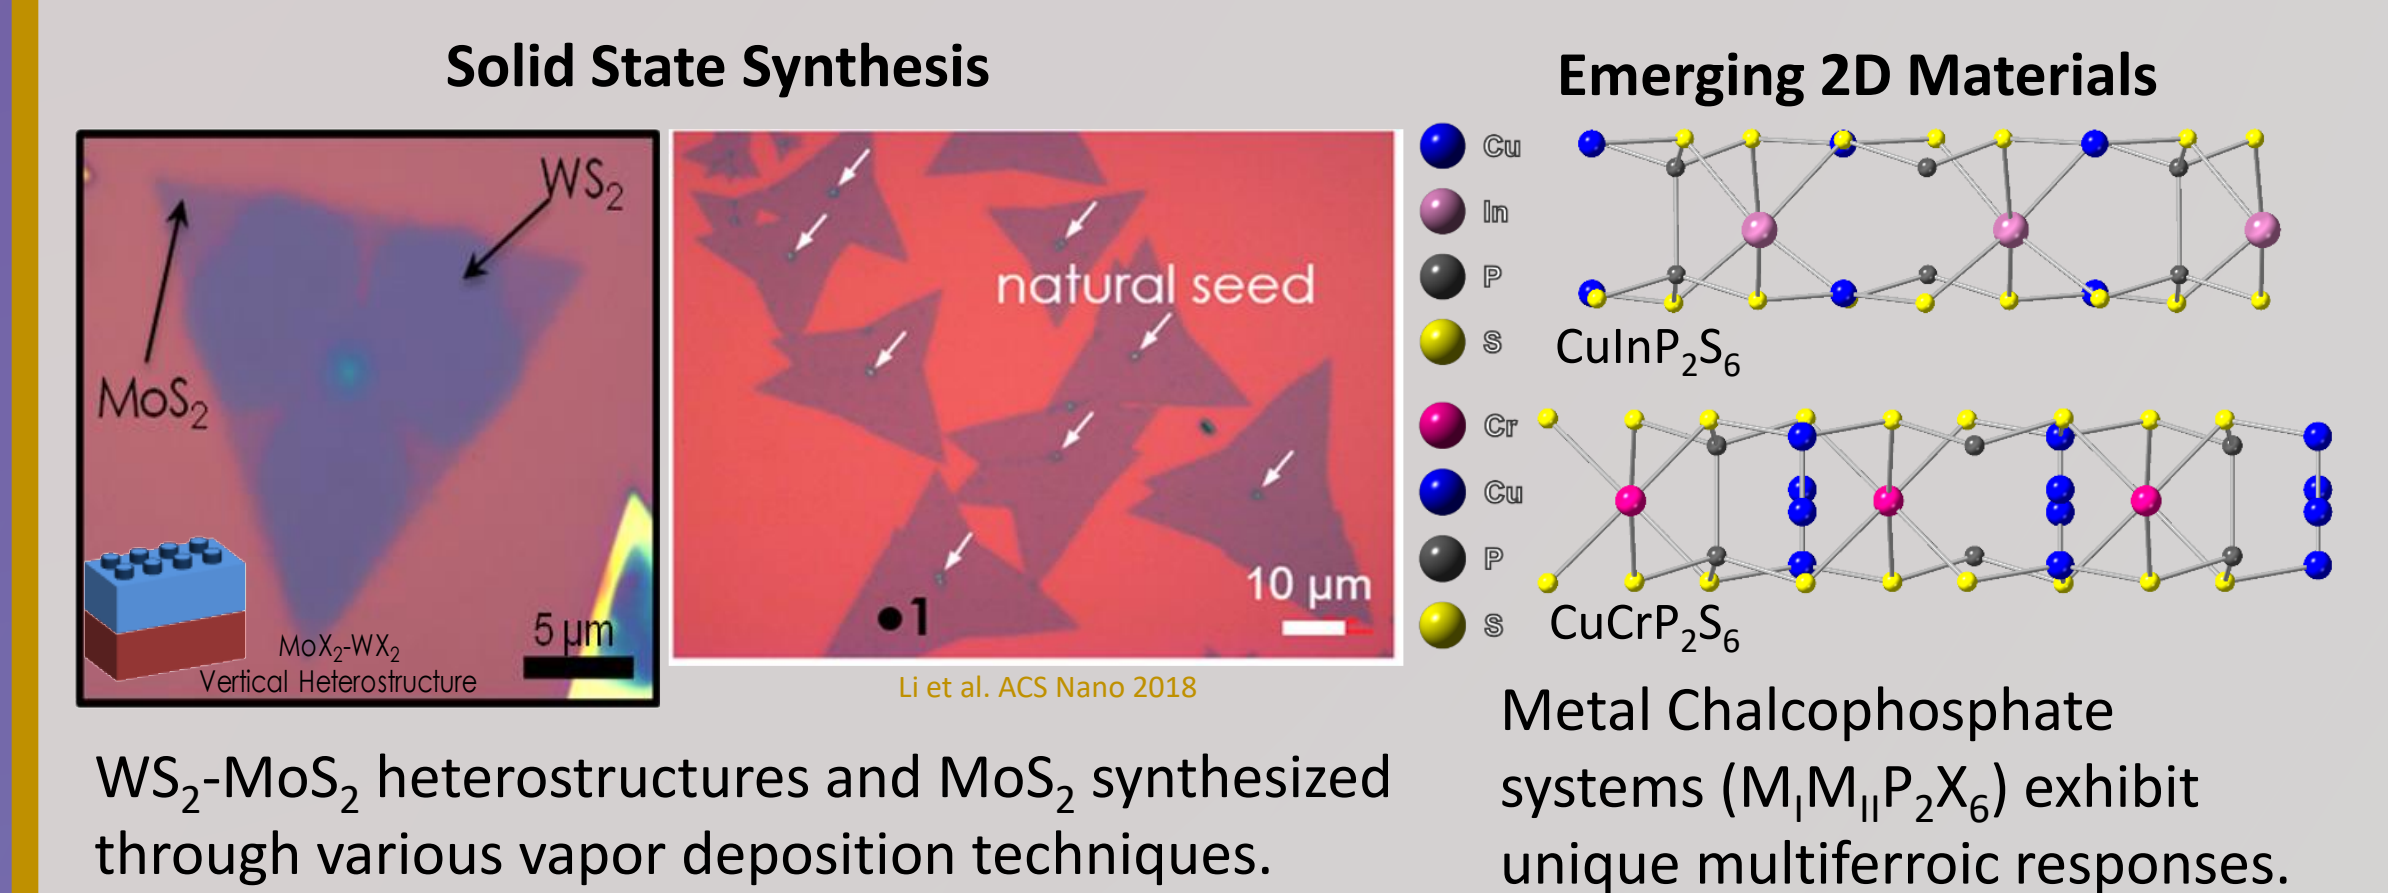 Solid State Synthesis
WS₂
MoS₂
MoX₂-WX₂
Vertical Heterostructure
5 µm
natural seed
10 µm
1
Li et al. ACS Nano 2018
WS₂-MoS₂ heterostructures and MoS₂ synthesized
through various vapor deposition techniques.
Emerging 2D Materials
Cu
In
P
S
CuInP₂S₆
Cr
Cu
P
S
CuCrP₂S₆
Metal Chalcophosphate
systems (MᵢMᵢᵢP₂X₆) exhibit
unique multiferroic responses.